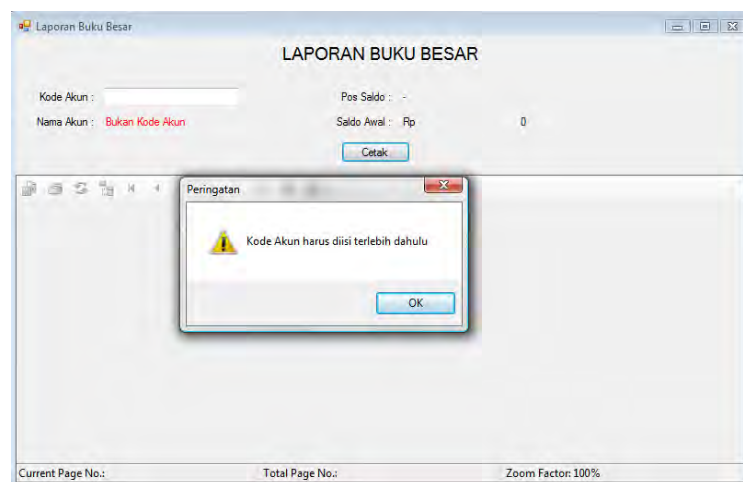 Laporan Buku Besar
LAPORAN BUKU BESAR
Kode Akun :
Pos Saldo : -
Nama Akun : Bukan Kode Akun
Saldo Awal : Rp 0
Cetak
Peringatan
Kode Akun harus diisi terlebih dahulu
OK
Current Page No.:
Total Page No.:
Zoom Factor: 100%